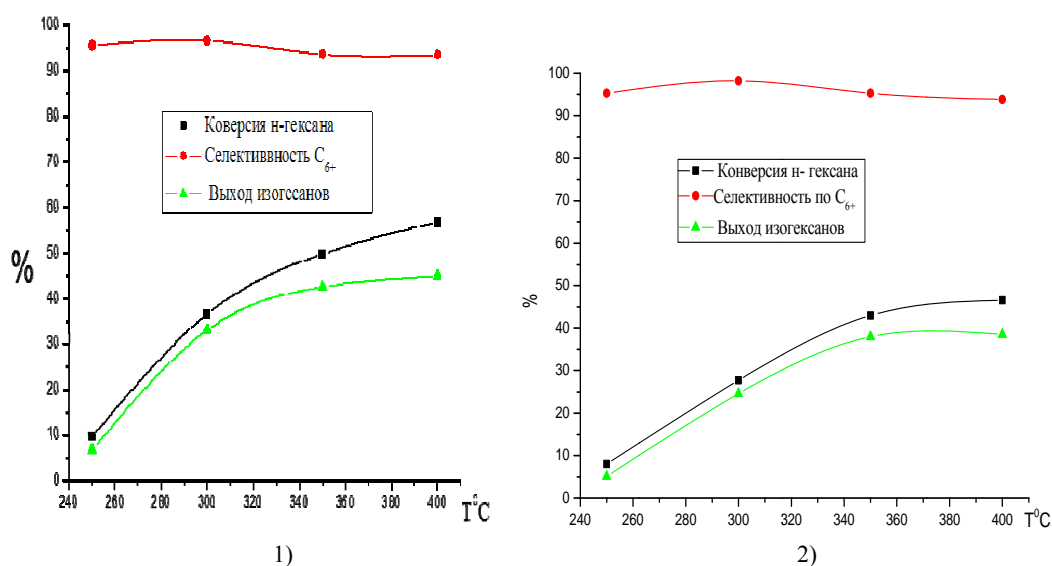 100
90
80
70
60
50
40
30
20
10
0
%
Коверсия н-гексана
Селективвность C6+
Выход изогссанов
240 260 280 300 320 340 360 380 400
T°C
1)
100
90
80
70
60
50
40
30
20
10
0
%
Конверсия н- гексана
Селективность по C6+
Выход изогексанов
240 260 280 300 320 340 360 380 400
T⁰C
2)